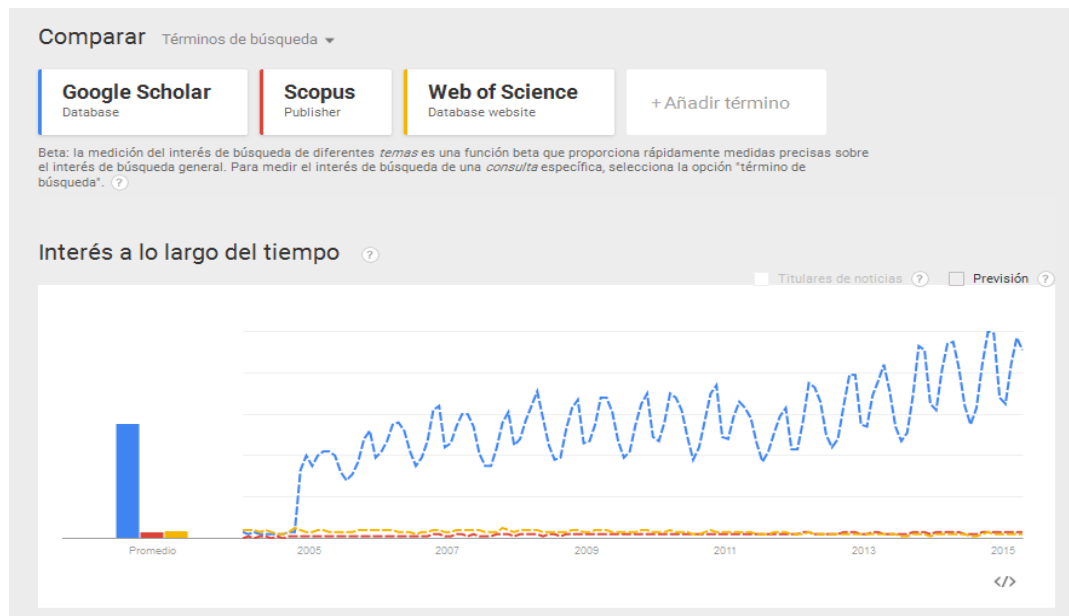 Comparar Términos de búsqueda
Google Scholar
Database
Scopus
Publisher
Web of Science
Database website
+ Añadir término
Beta: la medición del interés de búsqueda de diferentes temas es una función beta que proporciona rápidamente medidas precisas sobre
el interés de búsqueda general. Para medir el interés de búsqueda de una consulta específica, selecciona la opción "término de
búsqueda". ?
Interés a lo largo del tiempo ?
Titulares de noticias ? Previsión ?
Promedio 2005 2007 2009 2011 2013 2015
</>